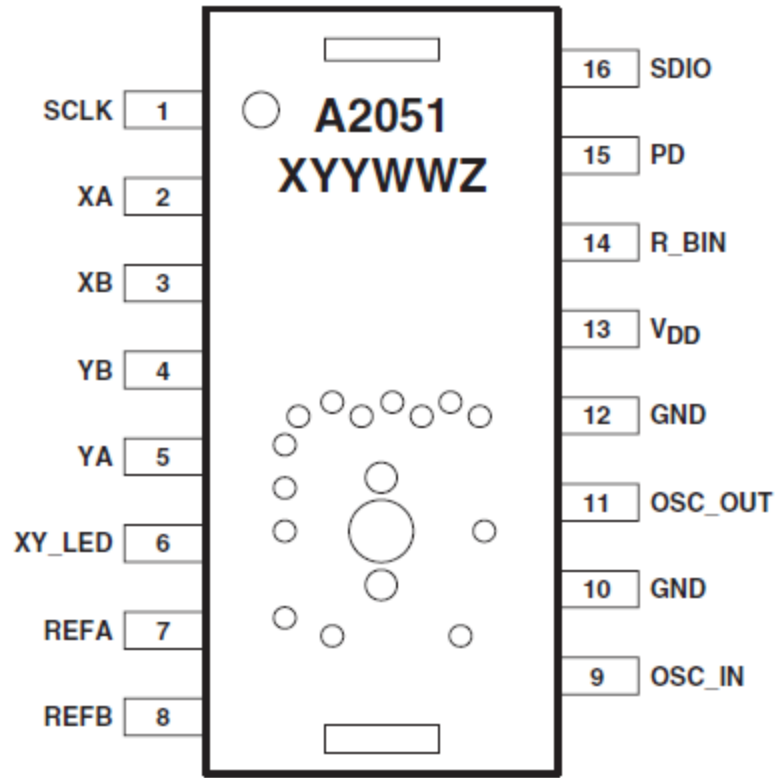 A2051
XYYWWZ
SCLK 1
XA 2
XB 3
YB 4
YA 5
XY_LED 6
REFA 7
REFB 8
16 SDIO
15 PD
14 R_BIN
13 VDD
12 GND
11 OSC_OUT
10 GND
9 OSC_IN